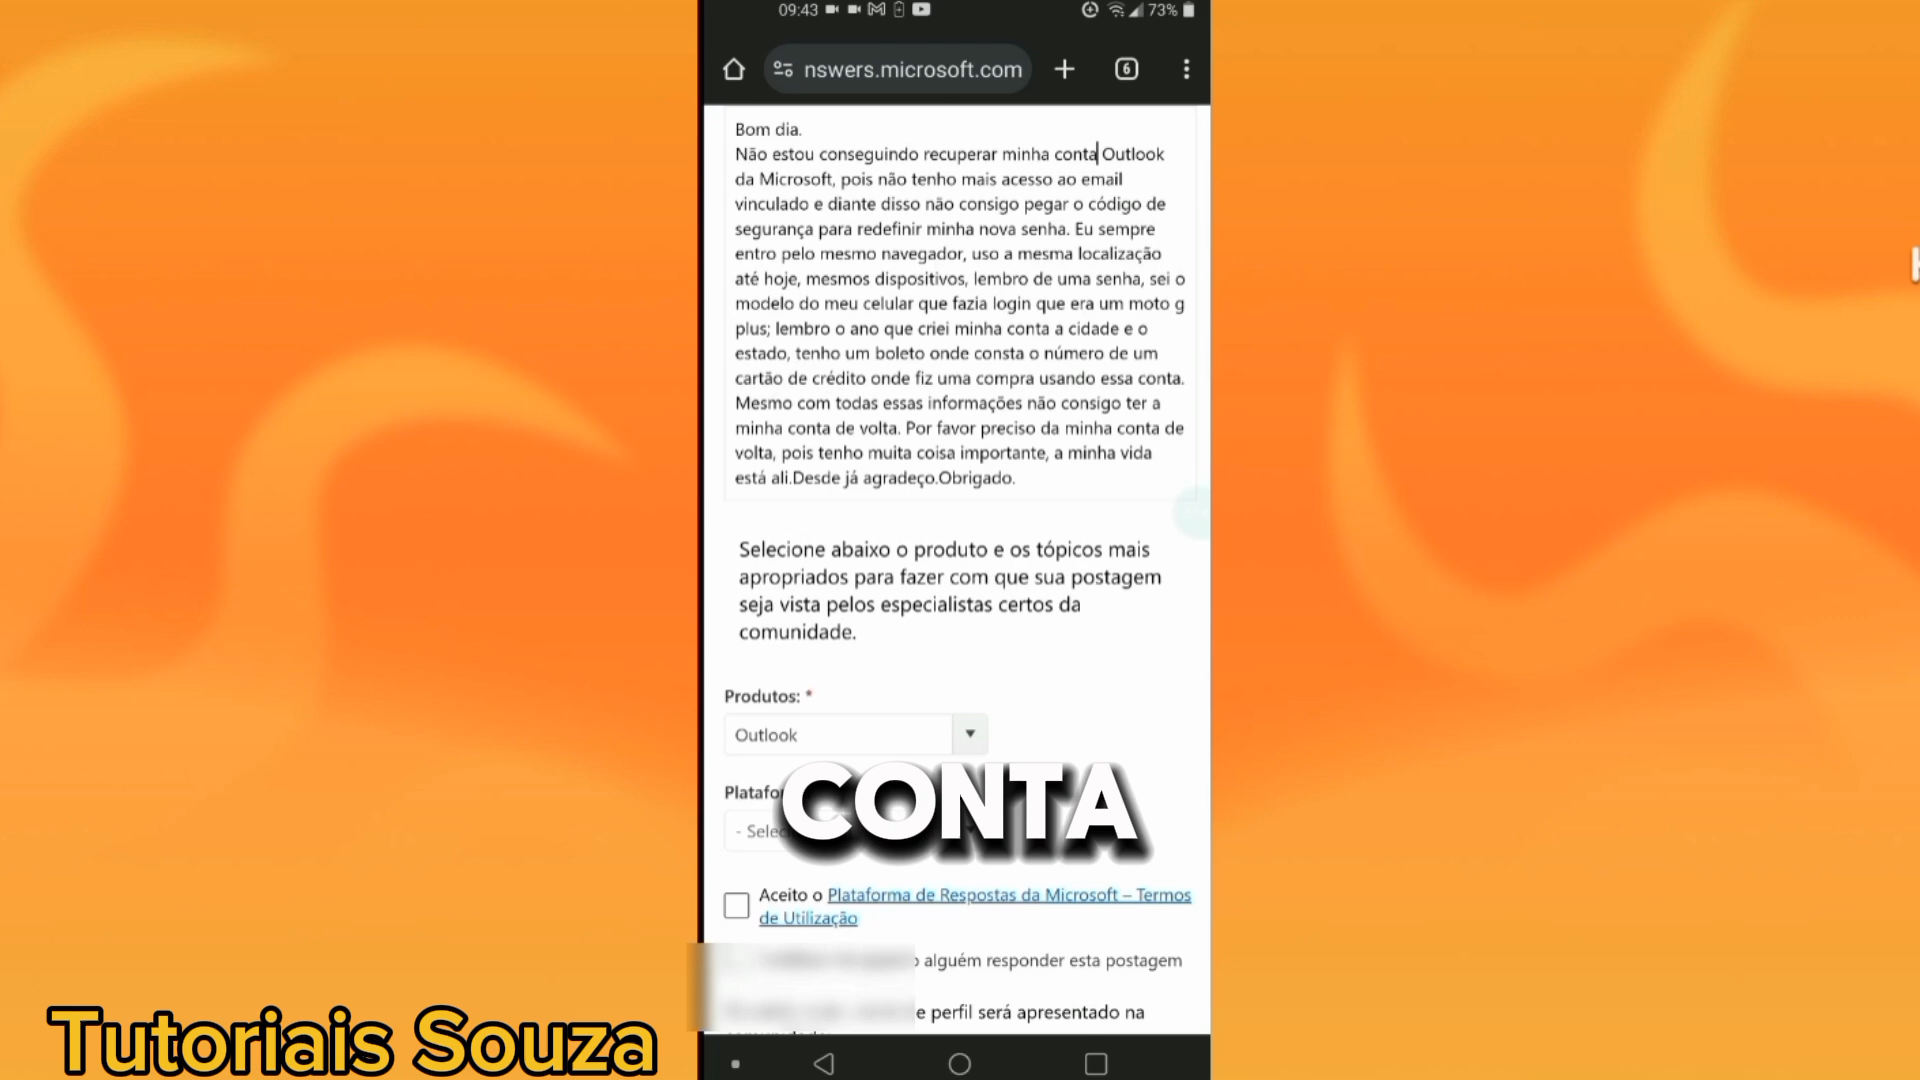 09:43
73%
nswers.microsoft.com
6
Bom dia.
Não estou conseguindo recuperar minha conta Outlook
da Microsoft, pois não tenho mais acesso ao email
vinculado e diante disso não consigo pegar o código de
segurança para redefinir minha nova senha. Eu sempre
entro pelo mesmo navegador, uso a mesma localização
até hoje, mesmos dispositivos, lembro de uma senha, sei o
modelo do meu celular que fazia login que era um moto g
plus; lembro o ano que criei minha conta a cidade e o
estado, tenho um boleto onde consta o número de um
cartão de crédito onde fiz uma compra usando essa conta.
Mesmo com todas essas informações não consigo ter a
minha conta de volta. Por favor preciso da minha conta de
volta, pois tenho muita coisa importante, a minha vida
está ali.Desde já agradeço.Obrigado.
Selecione abaixo o produto e os tópicos mais
apropriados para fazer com que sua postagem
seja vista pelos especialistas certos da
comunidade.
Produtos: *
Outlook
Platafo
- Selec
CONTA
Aceito o Plataforma de Respostas da Microsoft – Termos
de Utilização
alguém responder esta postagem
e perfil será apresentado na
Tutoriais Souza